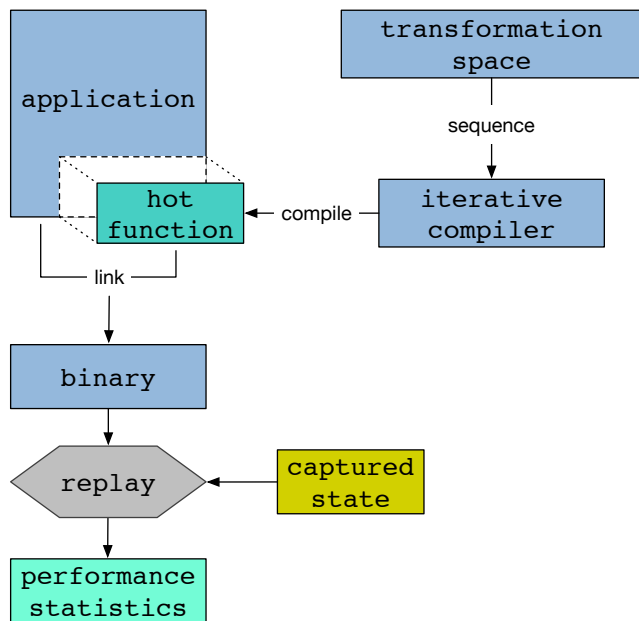 application
transformation
space
sequence
hot
function
compile
iterative
compiler
link
binary
replay
captured
state
performance
statistics